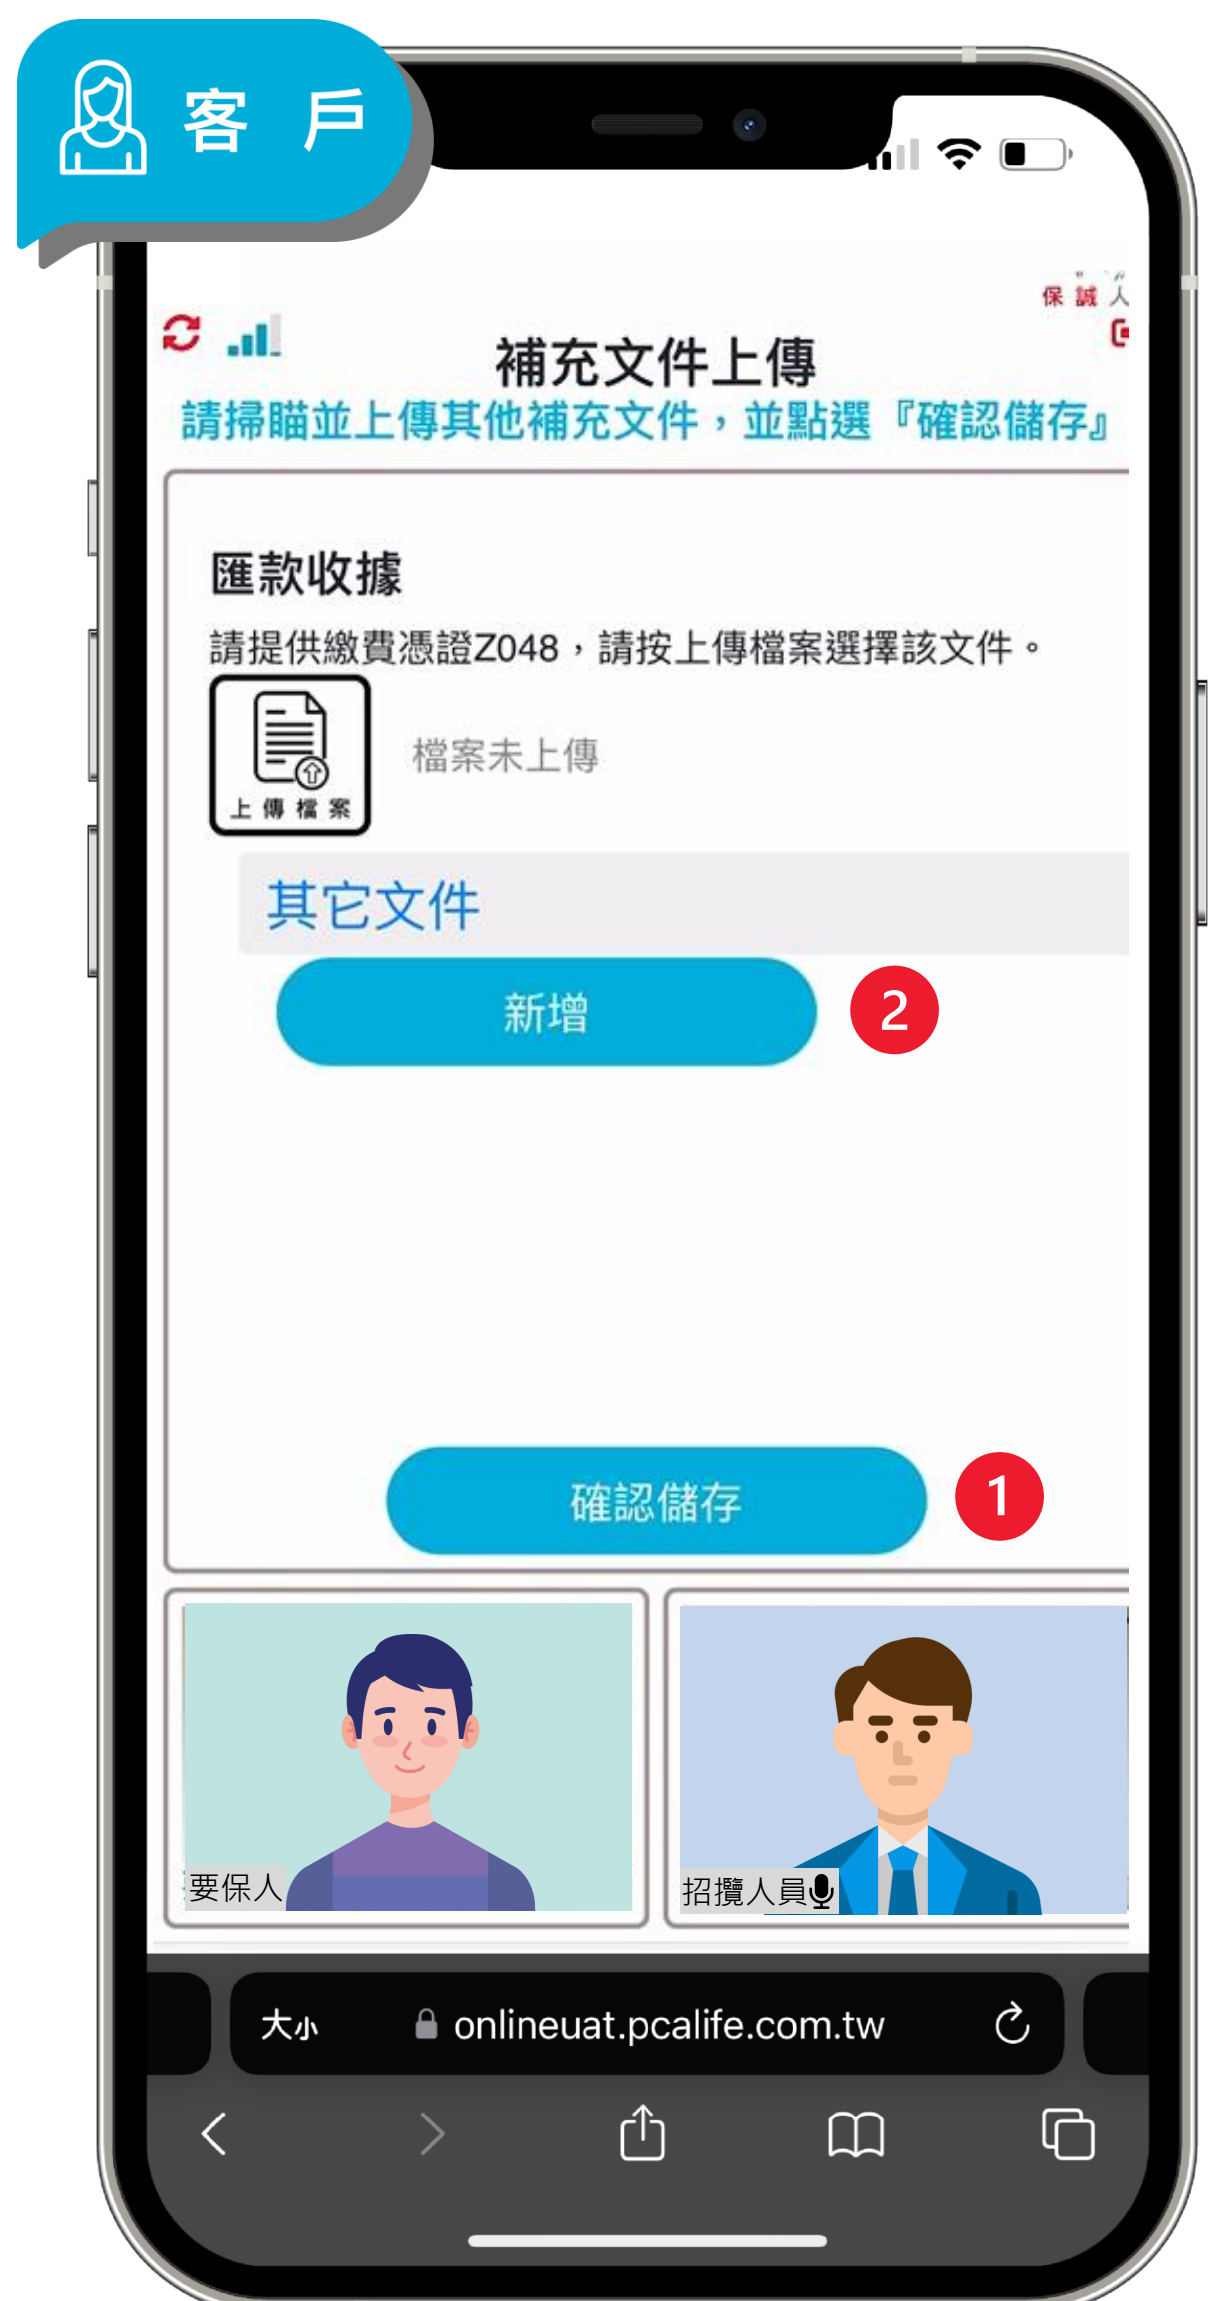 客 戶
保 誠 人
補充文件上傳
請掃瞄並上傳其他補充文件，並點選『確認儲存』
匯款收據
請提供繳費憑證Z048，請按上傳檔案選擇該文件。
上傳檔案
檔案未上傳
其它文件
新增
2
確認儲存
1
要保人
招攬人員
大小
onlineuat.pcalife.com.tw